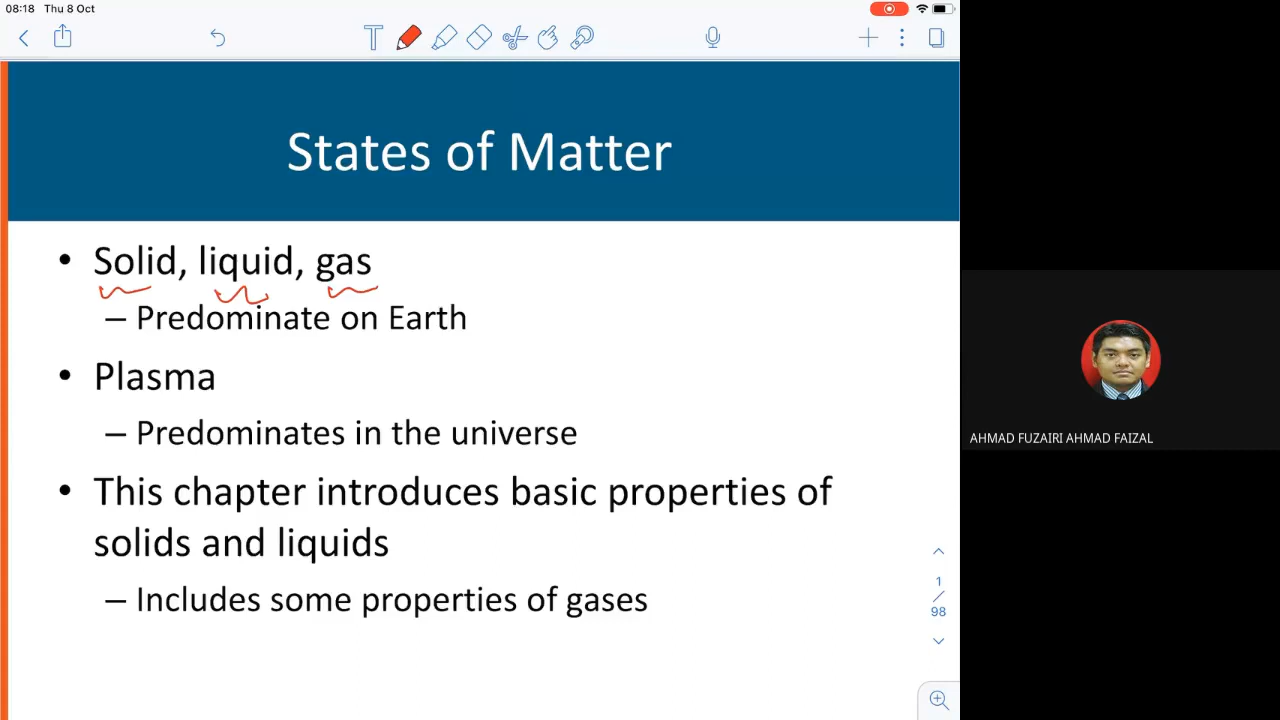 08:18 Thu 8 Oct
T
States of Matter
• Solid, liquid, gas
– Predominate on Earth
• Plasma
– Predominates in the universe
• This chapter introduces basic properties of
solids and liquids
– Includes some properties of gases
1
/
98
AHMAD FUZAIRI AHMAD FAIZAL